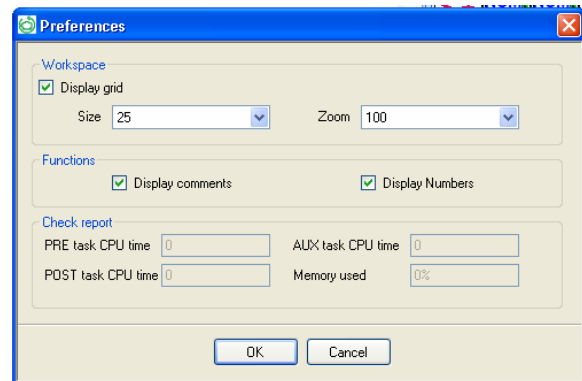 Preferences
Workspace
Display grid
Size 25 Zoom 100
Functions
Display comments Display Numbers
Check report
PRE task CPU time 0 AUX task CPU time 0
POST task CPU time 0 Memory used 0%
OK Cancel